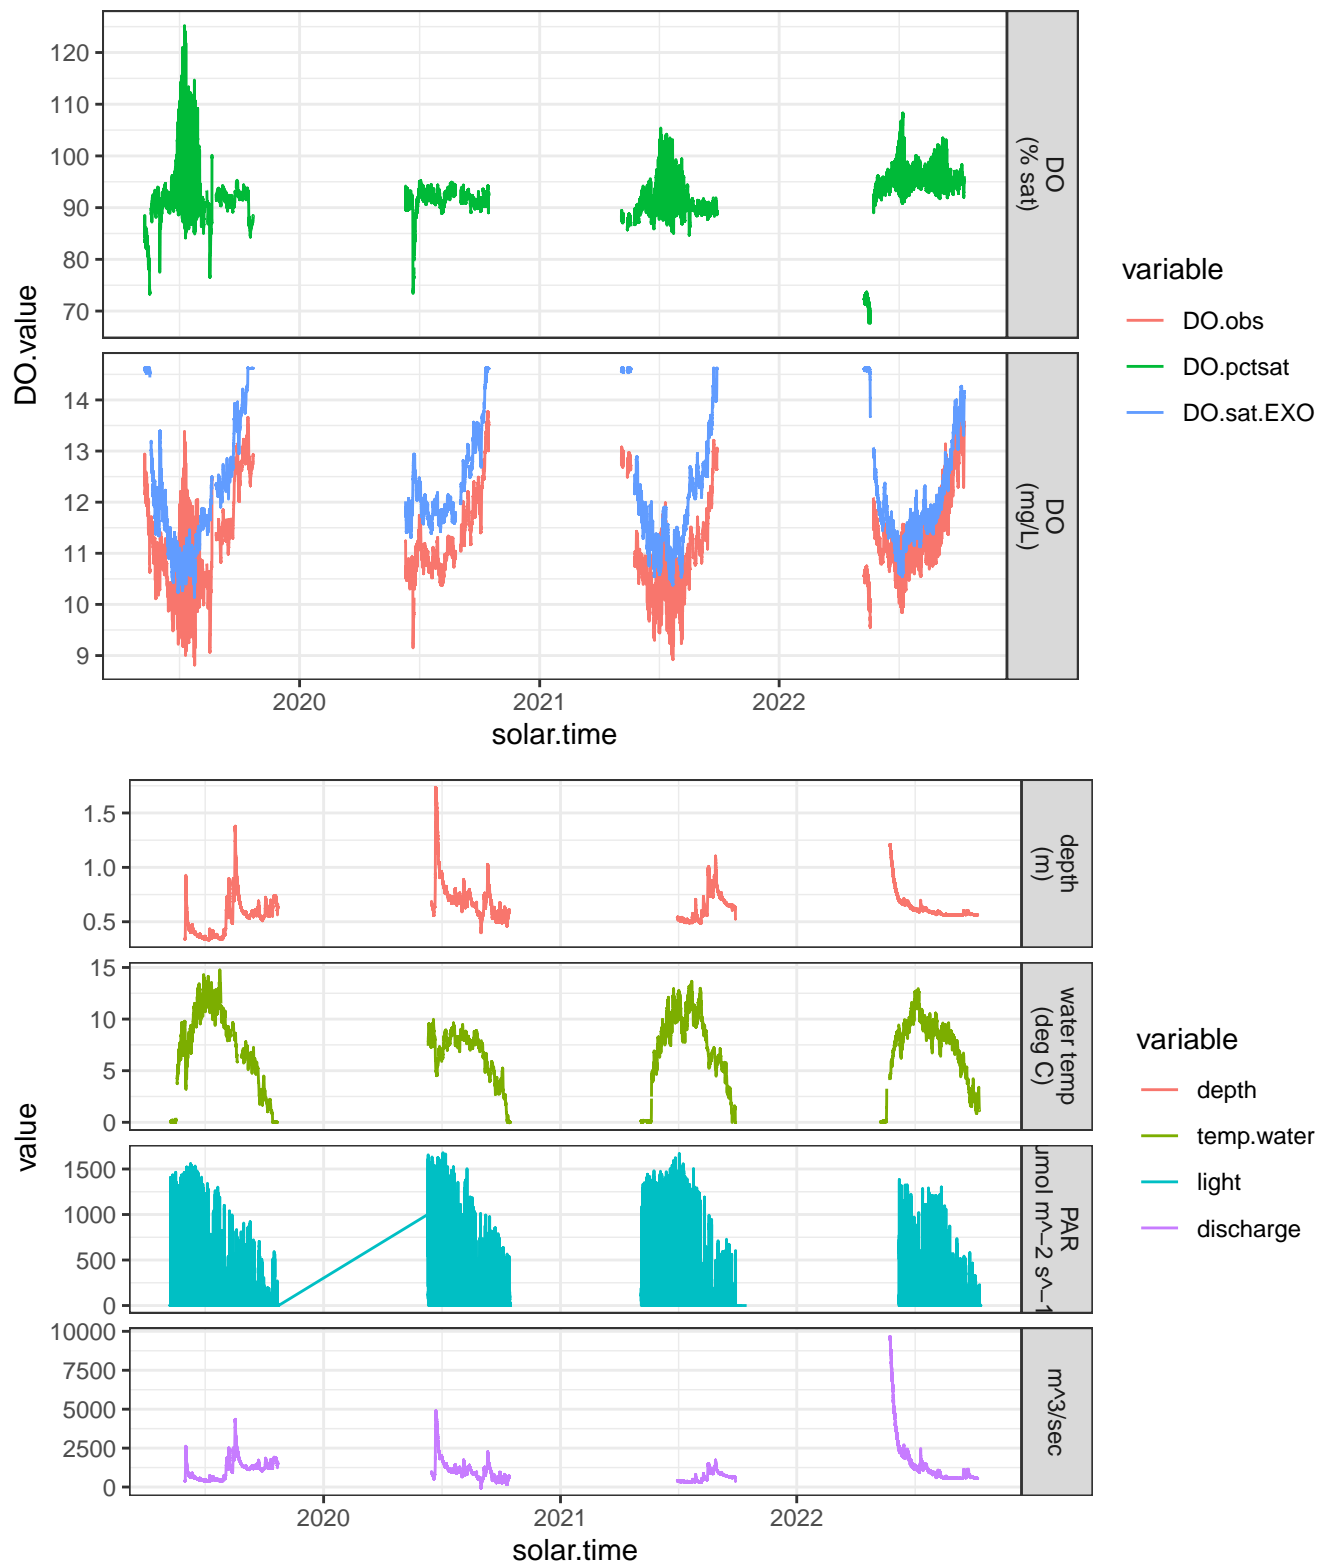 120
110
100
90
80
70
DO
(% sat)
14
13
12
11
10
9
DO
(mg/L)
DO.value
2020
2021
2022
solar.time
variable
DO.obs
DO.pctsat
DO.sat.EXO
1.5
1.0
0.5
depth
(m)
15
10
5
0
water temp
(deg C)
1500
1000
500
0
PAR
umol m^-2 s^-1
10000
7500
5000
2500
0
m^3/sec
value
2020
2021
2022
solar.time
variable
depth
temp.water
light
discharge